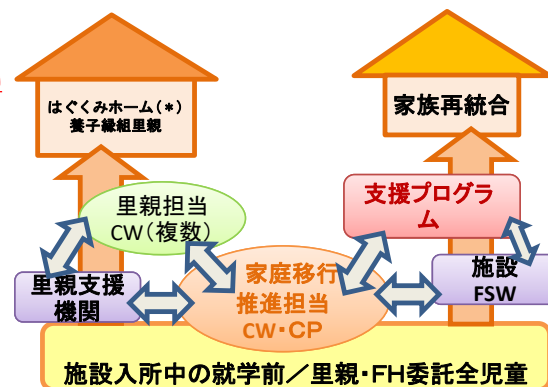 はぐくみホーム(*)
養子縁組里親
家族再統合
里親担当
CW(複数)
支援プログラ
ム
里親支援
機関
家庭移行
推進担当
CW・CP
施設
FSW
施設入所中の就学前/里親・FH委託全児童